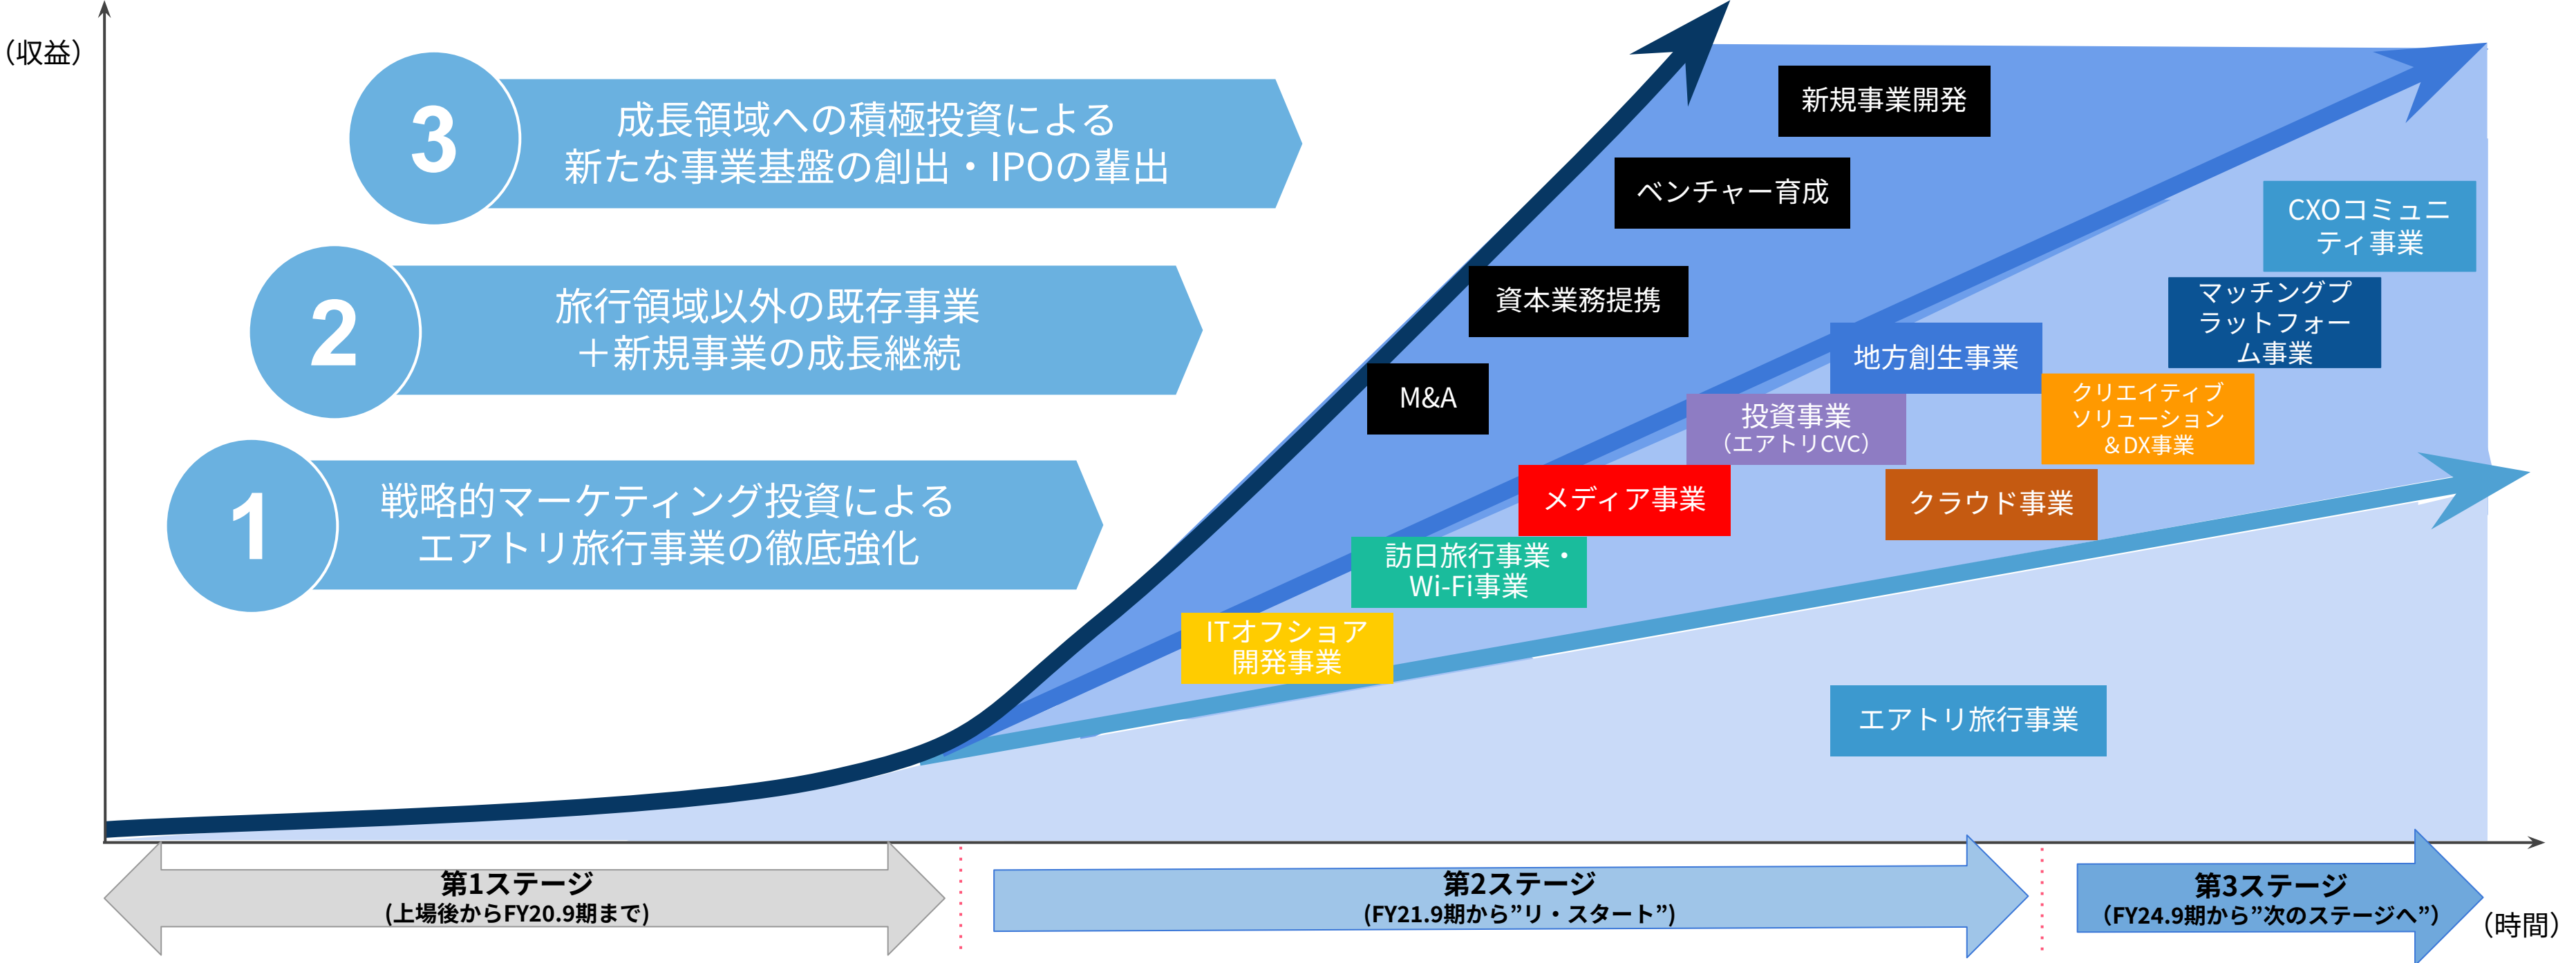 （収益）
3
成長領域への積極投資による
新たな事業基盤の創出・IPOの輩出
2
旅行領域以外の既存事業
＋新規事業の成長継続
1
戦略的マーケティング投資による
エアトリ旅行事業の徹底強化
新規事業開発
ベンチャー育成
資本業務提携
M&A
CXOコミュニ
ティ事業
マッチングプ
ラットフォー
ム事業
地方創生事業
クリエイティブ
ソリューション
＆DX事業
投資事業
（エアトリCVC）
メディア事業
クラウド事業
訪日旅行事業・
Wi-Fi事業
ITオフショア
開発事業
エアトリ旅行事業
第1ステージ
(上場後からFY20.9期まで)
第2ステージ
(FY21.9期から”リ・スタート”)
第3ステージ
（FY24.9期から”次のステージへ”）
（時間）